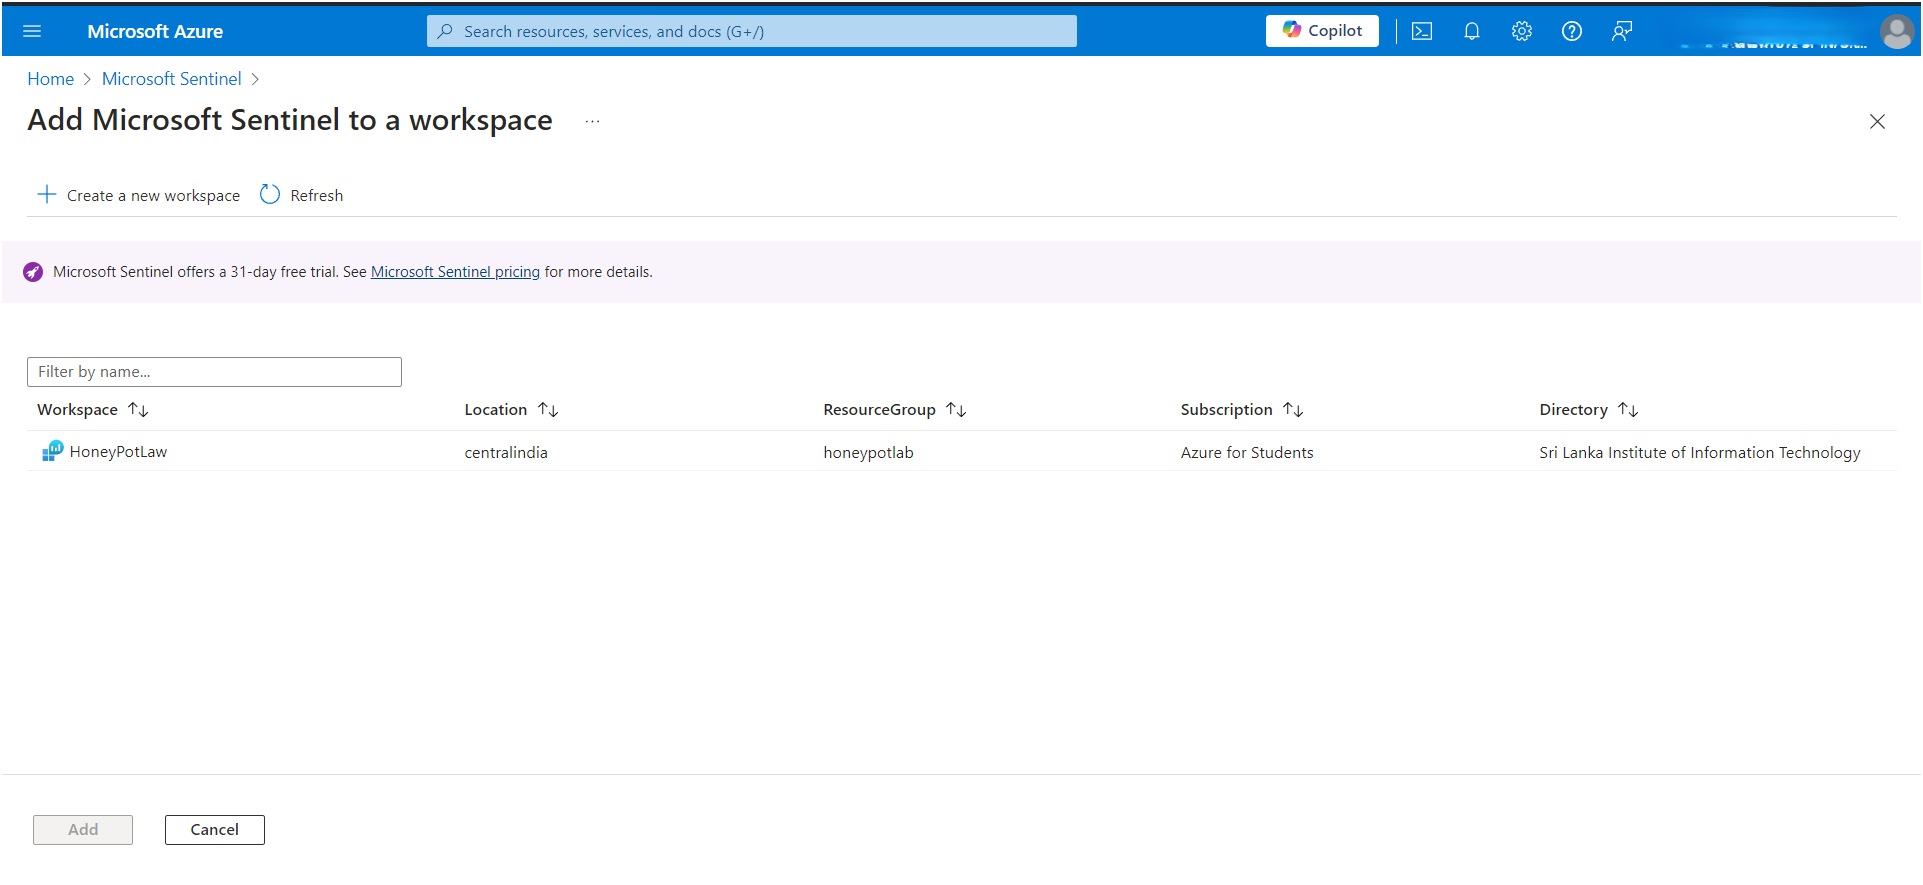 Microsoft Azure
Search resources, services, and docs (G+/)
Copilot
Home > Microsoft Sentinel >
Add Microsoft Sentinel to a workspace ...
Create a new workspace Refresh
Microsoft Sentinel offers a 31-day free trial. See Microsoft Sentinel pricing for more details.
Filter by name...
Workspace Location ResourceGroup Subscription Directory
HoneyPotLaw centralindia honeypotlab Azure for Students Sri Lanka Institute of Information Technology
Add Cancel